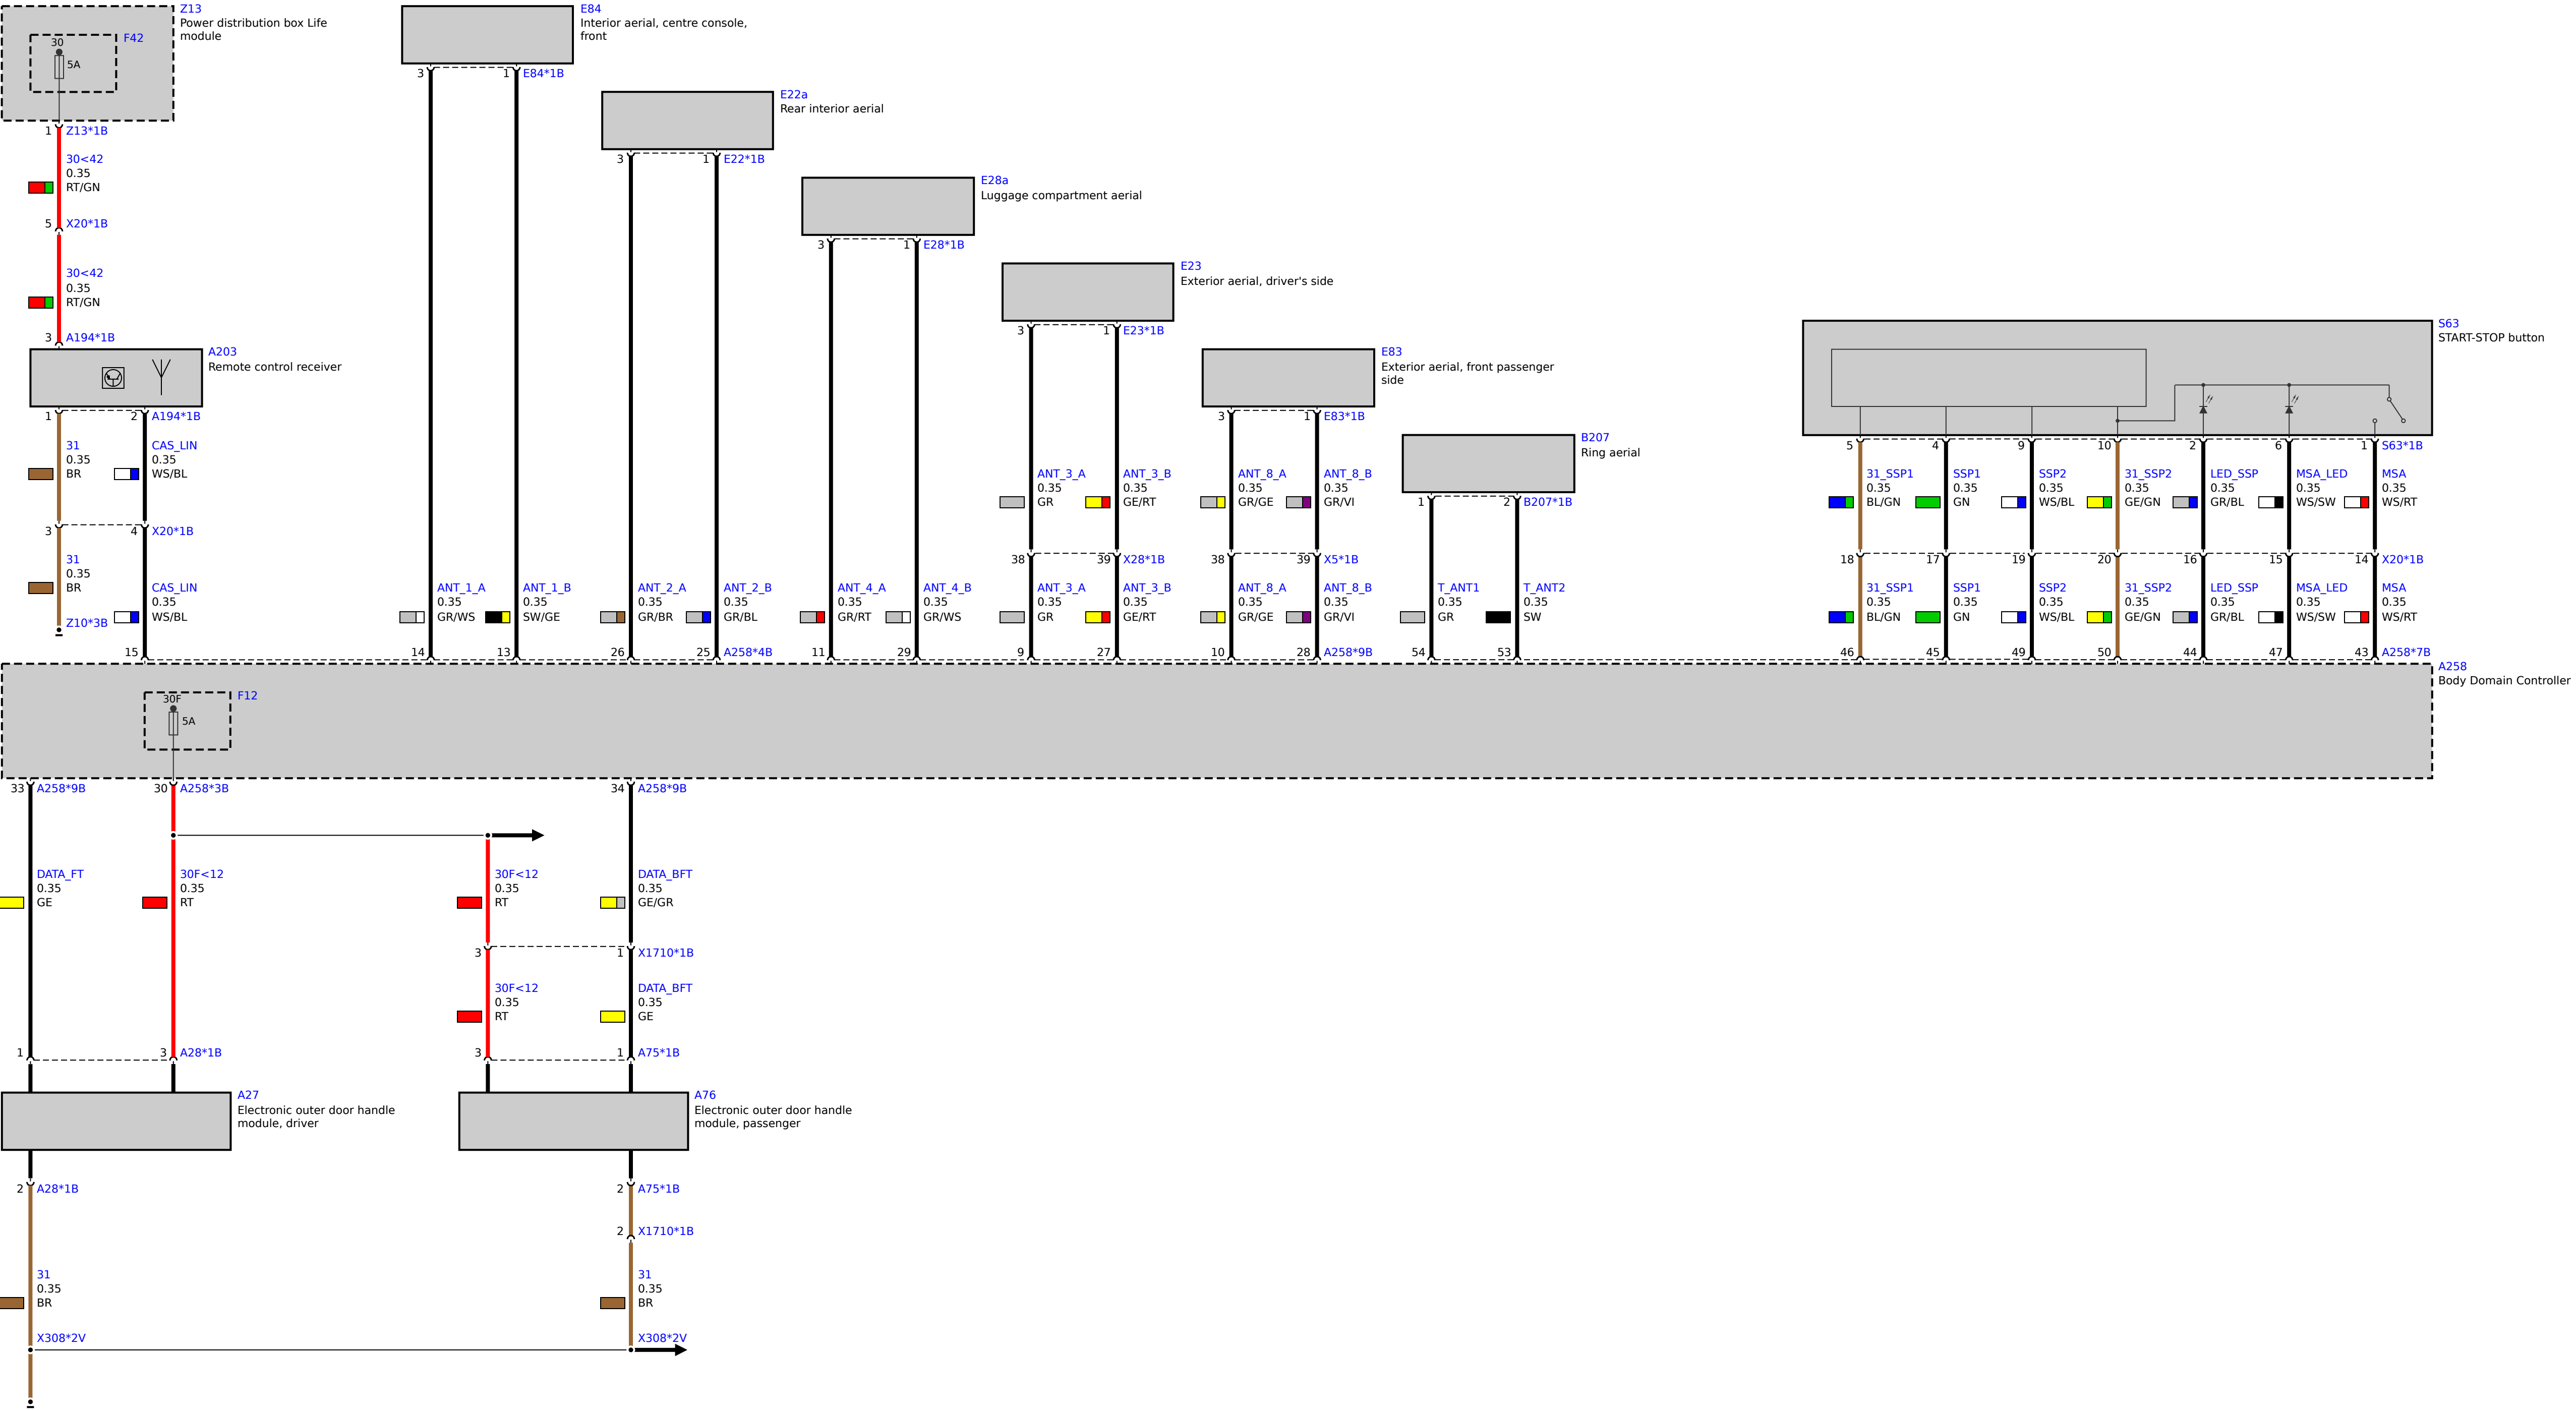 Z13
Power distribution box Life
module
F42
30
5A
1 Z13*1B
30<42
0.35
RT/GN
5 X20*1B
30<42
0.35
RT/GN
3 A194*1B
A203
Remote control receiver
1 2 A194*1B
31 CAS_LIN
0.35 0.35
BR WS/BL
3 4 X20*1B
31
0.35
BR
CAS_LIN
0.35
WS/BL
Z10*3B
15
E84
Interior aerial, centre console,
front
3 1 E84*1B
ANT_1_A ANT_1_B
0.35 0.35
GR/WS SW/GE
14 13
E22a
Rear interior aerial
3 1 E22*1B
ANT_2_A ANT_2_B
0.35 0.35
GR/BR GR/BL
26 25 A258*4B
E28a
Luggage compartment aerial
3 1 E28*1B
ANT_4_A ANT_4_B
0.35 0.35
GR/RT GR/WS
11 29
E23
Exterior aerial, driver's side
3 1 E23*1B
ANT_3_A ANT_3_B
0.35 0.35
GR GE/RT
38 39 X28*1B
ANT_3_A ANT_3_B
0.35 0.35
GR GE/RT
9 27
E83
Exterior aerial, front passenger
side
3 1 E83*1B
ANT_8_A ANT_8_B
0.35 0.35
GR/GE GR/VI
38 39 X5*1B
ANT_8_A ANT_8_B
0.35 0.35
GR/GE GR/VI
10 28 A258*9B
B207
Ring aerial
1 2 B207*1B
T_ANT1 T_ANT2
0.35 0.35
GR SW
54 53
S63
START-STOP button
5 4 9 10 2 6 1 S63*1B
31_SSP1 SSP1 SSP2 31_SSP2 LED_SSP MSA_LED MSA
0.35 0.35 0.35 0.35 0.35 0.35 0.35
BL/GN GN WS/BL GE/GN GR/BL WS/SW WS/RT
18 17 19 20 16 15 14 X20*1B
31_SSP1 SSP1 SSP2 31_SSP2 LED_SSP MSA_LED MSA
0.35 0.35 0.35 0.35 0.35 0.35 0.35
BL/GN GN WS/BL GE/GN GR/BL WS/SW WS/RT
46 45 49 50 44 47 43 A258*7B
A258
Body Domain Controller
F12
30F
5A
33 A258*9B 30 A258*3B 34 A258*9B
DATA_FT 30F<12 30F<12 DATA_BFT
0.35 0.35 0.35 0.35
GE RT RT GE/GR
3 1 X1710*1B
30F<12 DATA_BFT
0.35 0.35
RT GE
1 3 A28*1B 3 1 A75*1B
A27
Electronic outer door handle
module, driver
A76
Electronic outer door handle
module, passenger
2 A28*1B 2 A75*1B
2 X1710*1B
31 31
0.35 0.35
BR BR
X308*2V X308*2V